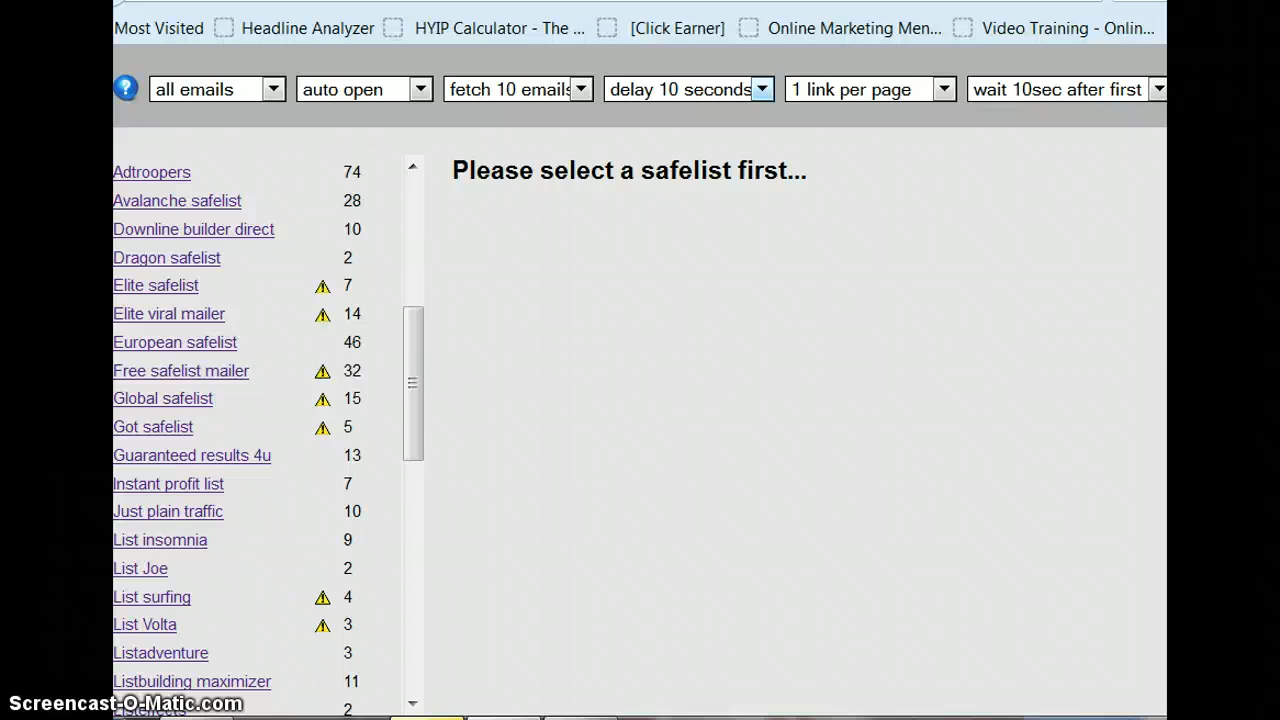 Most Visited Headline Analyzer HYIP Calculator - The ... [Click Earner] Online Marketing Men... Video Training - Onlin...
? all emails auto open fetch 10 emails delay 10 seconds 1 link per page wait 10sec after first
Please select a safelist first...
Adtroopers 74
Avalanche safelist 28
Downline builder direct 10
Dragon safelist 2
Elite safelist 7
Elite viral mailer 14
European safelist 46
Free safelist mailer 32
Global safelist 15
Got safelist 5
Guaranteed results 4u 13
Instant profit list 7
Just plain traffic 10
List insomnia 9
List Joe 2
List surfing 4
List Volta 3
Listadventure 3
Listbuilding maximizer 11
2
Screencast-O-Matic.com